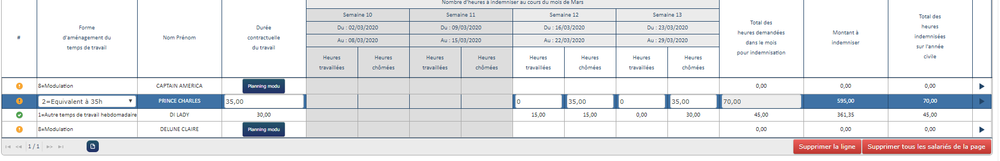 Nombre d'heures à indemniser au cours du mois de Mars
#
Forme
d'aménagement du
temps de travail
Nom Prénom
Durée
contractuelle
du travail
Semaine 10
Semaine 11
Semaine 12
Semaine 13
Du : 02/03/2020
Du : 09/03/2020
Du : 16/03/2020
Du : 23/03/2020
Au : 08/03/2020
Au : 15/03/2020
Au : 22/03/2020
Au : 29/03/2020
Heures
travaillées
Heures
chômées
Heures
travaillées
Heures
chômées
Heures
travaillées
Heures
chômées
Heures
travaillées
Heures
chômées
Total des
heures demandées
dans le mois
pour indemnisation
Montant à
indemniser
Total des
heures
indemnisées
sur l'année
civile
8=Modulation CAPTAIN AMERICA Planning modu 0,00 0,00 0,00
2=Equivalent à 35h PRINCE CHARLES 35,00 0 35,00 0 35,00 70,00 595,00 70,00
1=Autre temps de travail hebdomadaire DI LADY 30,00 15,00 15,00 0,00 30,00 45,00 361,35 45,00
8=Modulation DELUNE CLAIRE Planning modu 0,00 0,00 0,00
1 / 1
Supprimer la ligne Supprimer tous les salariés de la page